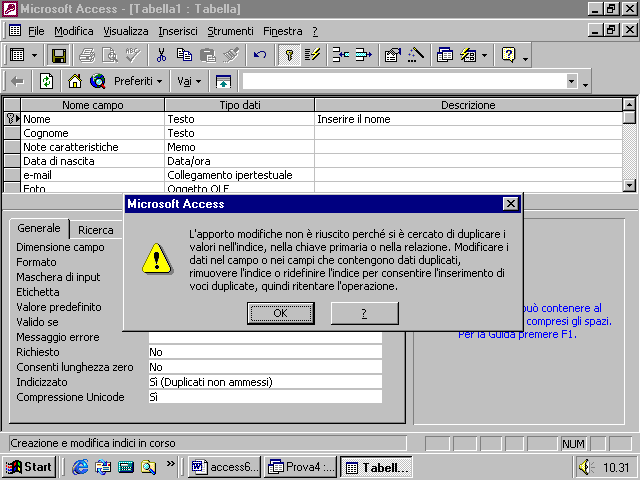 Microsoft Access - [Tabella1 : Tabella]
File Modifica Visualizza Inserisci Strumenti Finestra ?
Preferiti Vai
Nome campo Tipo dati Descrizione
Nome Testo Inserire il nome
Cognome Testo
Note caratteristiche Memo
Data di nascita Data/ora
e-mail Collegamento ipertestuale
Foto Oggetto OLE
Microsoft Access
L'apporto modifiche non è riuscito perché si è cercato di duplicare i
valori nell'indice, nella chiave primaria o nella relazione. Modificare i
dati nel campo o nei campi che contengono dati duplicati,
rimuovere l'indice o ridefinire l'indice per consentire l'inserimento di
voci duplicate, quindi ritentare l'operazione.
OK ?
Generale Ricerca
Dimensione campo
Formato
Maschera di input
Etichetta
Valore predefinito
Valido se
Messaggio errore
Richiesto No
Consenti lunghezza zero No
Indicizzato Sì (Duplicati non ammessi)
Compressione Unicode Sì
può contenere al
compresi gli spazi.
Per la Guida premere F1.
Creazione e modifica indici in corso NUM
Start » access6... Prova4 :... Tabell... 10.31